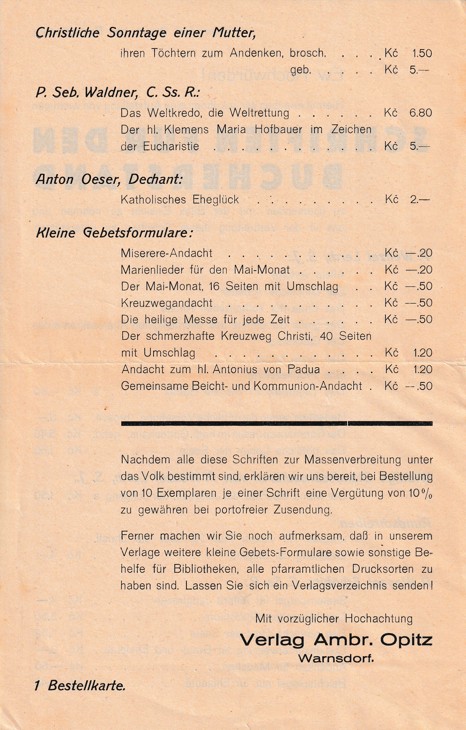 Christliche Sonntage einer Mutter,
ihren Töchtern zum Andenken, brosch. . . . . Kč 1.50
geb. . . . . . Kč 5.—
P. Seb. Waldner, C. Ss. R.:
Das Weltkredo, die Weltrettung . . . . . . Kč 6.80
Der hl. Klemens Maria Hofbauer im Zeichen
der Eucharistie . . . . . . . . . . . Kč 5.—
Anton Oeser, Dechant:
Katholisches Eheglück . . . . . . . . . Kč 2.—
Kleine Gebetsformulare:
Miserere-Andacht . . . . . . . . . . . Kč —.20
Marienlieder für den Mai-Monat . . . . . . Kč —.20
Der Mai-Monat, 16 Seiten mit Umschlag . . . Kč —.50
Kreuzwegandacht . . . . . . . . . . . Kč —.50
Die heilige Messe für jede Zeit . . . . . . Kč —.50
Der schmerzhafte Kreuzweg Christi, 40 Seiten
mit Umschlag . . . . . . . . . . . . Kč 1.20
Andacht zum hl. Antonius von Padua . . . . Kč 1.20
Gemeinsame Beicht- und Kommunion-Andacht . Kč —.50
Nachdem alle diese Schriften zur Massenverbreitung unter
das Volk bestimmt sind, erklären wir uns bereit, bei Bestellung
von 10 Exemplaren je einer Schrift eine Vergütung von 10%
zu gewähren bei portofreier Zusendung.
Ferner machen wir Sie noch aufmerksam, daß in unserem
Verlage weitere kleine Gebets-Formulare sowie sonstige Be-
helfe für Bibliotheken, alle pfarramtlichen Drucksorten zu
haben sind. Lassen Sie sich ein Verlagsverzeichnis senden!
Mit vorzüglicher Hochachtung
Verlag Ambr. Opitz
Warnsdorf.
1 Bestellkarte.